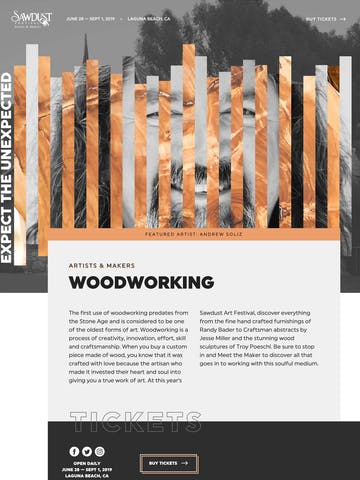 SAWDUST
FESTIVAL
JUNE 28 — SEPT 1, 2019 • LAGUNA BEACH, CA
BUY TICKETS →
EXPECT THE UNEXPECTED
FEATURED ARTIST: ANDREW SOLIZ
ARTISTS & MAKERS
WOODWORKING
The first use of woodworking predates from
the Stone Age and is considered to be one
of the oldest forms of art. Woodworking is a
process of creativity, innovation, effort, skill
and craftsmanship. When you buy a custom
piece made of wood, you know that it was
crafted with love because the artisan who
made it invested their heart and soul into
giving you a true work of art. At this year's
Sawdust Art Festival, discover everything
from the fine hand crafted furnishings of
Randy Bader to Craftsman abstracts by
Jesse Miller and the stunning wood
sculptures of Troy Poeschl. Be sure to stop
in and Meet the Maker to discover all that
goes in to working with this soulful medium.
TICKETS
OPEN DAILY
JUNE 28 — SEPT 1, 2019
LAGUNA BEACH, CA
BUY TICKETS →